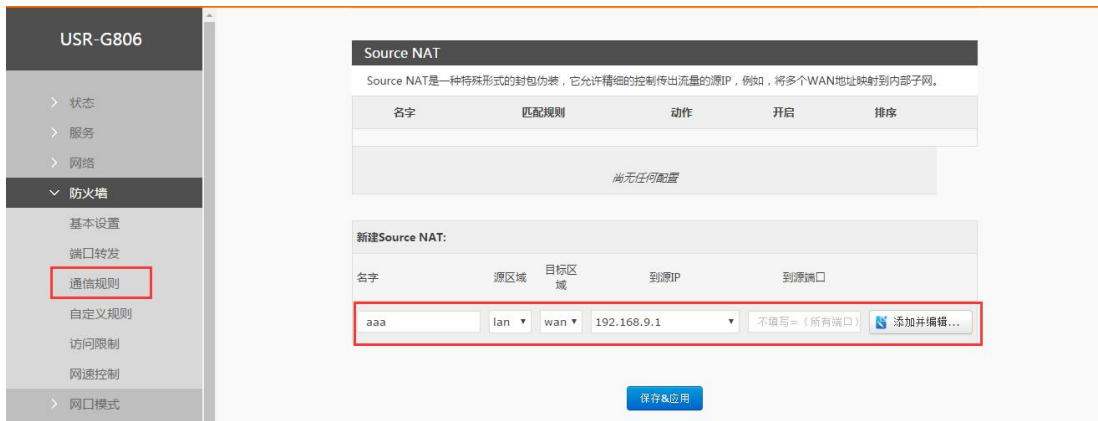 USR-G806
状态
服务
网络
防火墙
基本设置
端口转发
通信规则
自定义规则
访问限制
网速控制
网口模式
Source NAT
Source NAT是一种特殊形式的封包伪装，它允许精细的控制传出流量的源IP，例如，将多个WAN地址映射到内部子网。
名字 匹配规则 动作 开启 排序
尚无任何配置
新建Source NAT:
名字 源区域 目标区域 到源IP 到源端口
aaa lan wan 192.168.9.1 不填写=（所有端口） 添加并编辑...
保存&应用